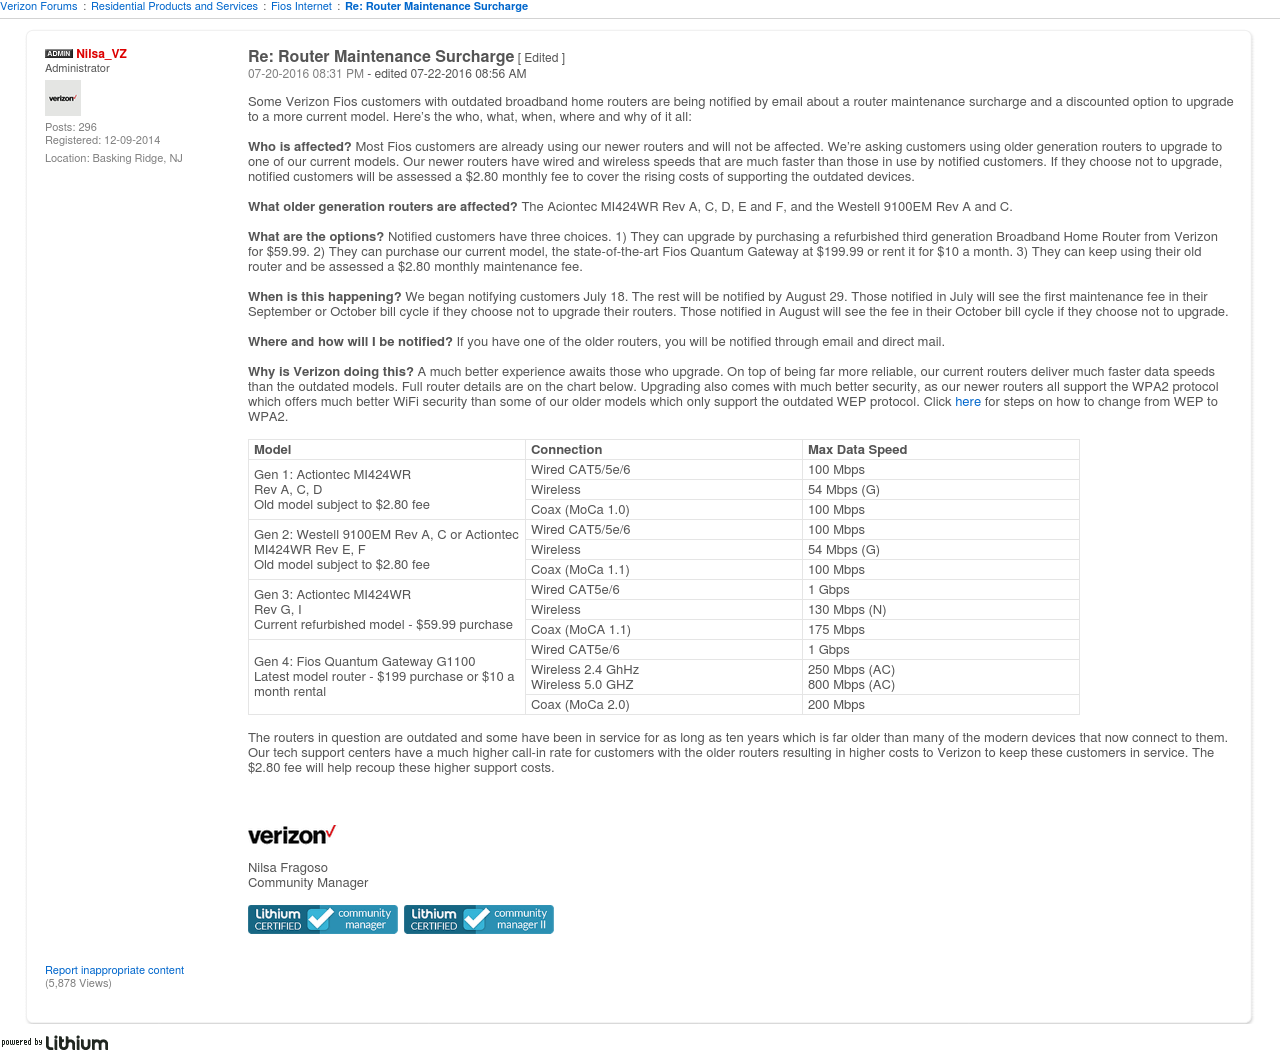 Verizon Forums : Residential Products and Services : Fios Internet : Re: Router Maintenance Surcharge
ADMIN Nilsa_VZ
Administrator
verizon
Posts: 296
Registered: 12-09-2014
Location: Basking Ridge, NJ
Re: Router Maintenance Surcharge [ Edited ]
07-20-2016 08:31 PM - edited 07-22-2016 08:56 AM
Some Verizon Fios customers with outdated broadband home routers are being notified by email about a router maintenance surcharge and a discounted option to upgrade
to a more current model. Here's the who, what, when, where and why of it all:
Who is affected? Most Fios customers are already using our newer routers and will not be affected. We're asking customers using older generation routers to upgrade to
one of our current models. Our newer routers have wired and wireless speeds that are much faster than those in use by notified customers. If they choose not to upgrade,
notified customers will be assessed a $2.80 monthly fee to cover the rising costs of supporting the outdated devices.
What older generation routers are affected? The Aciontec MI424WR Rev A, C, D, E and F, and the Westell 9100EM Rev A and C.
What are the options? Notified customers have three choices. 1) They can upgrade by purchasing a refurbished third generation Broadband Home Router from Verizon
for $59.99. 2) They can purchase our current model, the state-of-the-art Fios Quantum Gateway at $199.99 or rent it for $10 a month. 3) They can keep using their old
router and be assessed a $2.80 monthly maintenance fee.
When is this happening? We began notifying customers July 18. The rest will be notified by August 29. Those notified in July will see the first maintenance fee in their
September or October bill cycle if they choose not to upgrade their routers. Those notified in August will see the fee in their October bill cycle if they choose not to upgrade.
Where and how will I be notified? If you have one of the older routers, you will be notified through email and direct mail.
Why is Verizon doing this? A much better experience awaits those who upgrade. On top of being far more reliable, our current routers deliver much faster data speeds
than the outdated models. Full router details are on the chart below. Upgrading also comes with much better security, as our newer routers all support the WPA2 protocol
which offers much better WiFi security than some of our older models which only support the outdated WEP protocol. Click here for steps on how to change from WEP to
WPA2.
Model Connection Max Data Speed
Gen 1: Actiontec MI424WR
Rev A, C, D
Old model subject to $2.80 fee
Wired CAT5/5e/6 100 Mbps
Wireless 54 Mbps (G)
Coax (MoCa 1.0) 100 Mbps
Gen 2: Westell 9100EM Rev A, C or Actiontec
MI424WR Rev E, F
Old model subject to $2.80 fee
Wired CAT5/5e/6 100 Mbps
Wireless 54 Mbps (G)
Coax (MoCa 1.1) 100 Mbps
Gen 3: Actiontec MI424WR
Rev G, I
Current refurbished model - $59.99 purchase
Wired CAT5e/6 1 Gbps
Wireless 130 Mbps (N)
Coax (MoCA 1.1) 175 Mbps
Gen 4: Fios Quantum Gateway G1100
Latest model router - $199 purchase or $10 a
month rental
Wired CAT5e/6 1 Gbps
Wireless 2.4 GhHz 250 Mbps (AC)
Wireless 5.0 GHZ 800 Mbps (AC)
Coax (MoCa 2.0) 200 Mbps
The routers in question are outdated and some have been in service for as long as ten years which is far older than many of the modern devices that now connect to them.
Our tech support centers have a much higher call-in rate for customers with the older routers resulting in higher costs to Verizon to keep these customers in service. The
$2.80 fee will help recoup these higher support costs.
verizon
Nilsa Fragoso
Community Manager
Lithium CERTIFIED community manager
Lithium CERTIFIED community manager II
Report inappropriate content
(5,878 Views)
powered by Lithium